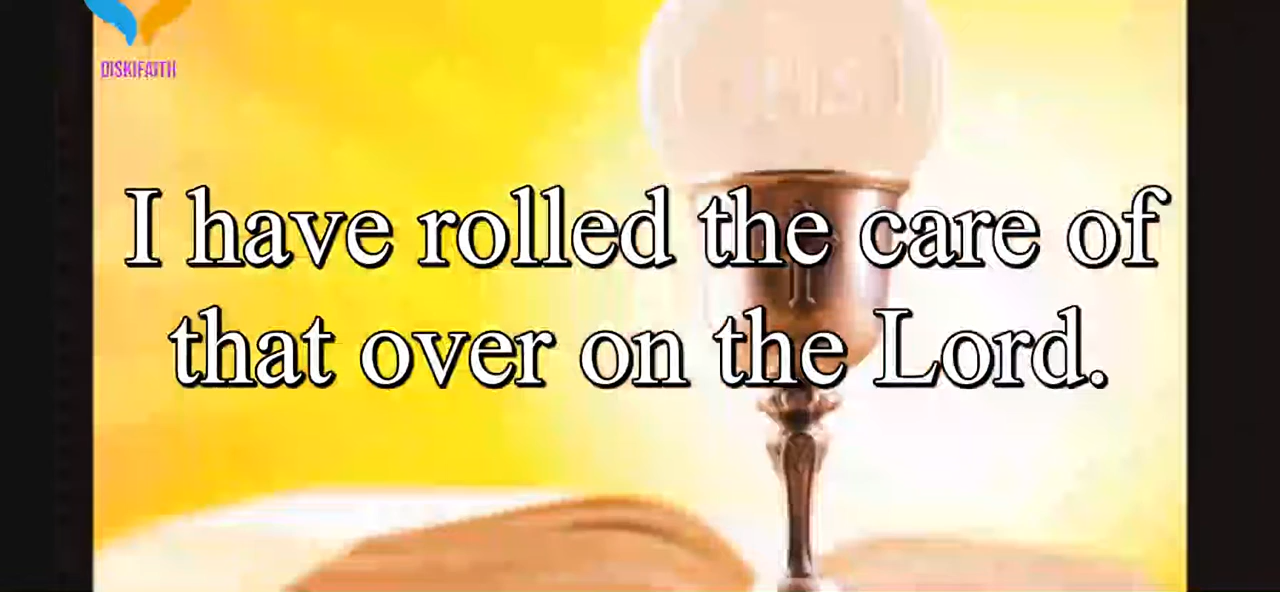 DISKIFAITH
I have rolled the care of
that over on the Lord.